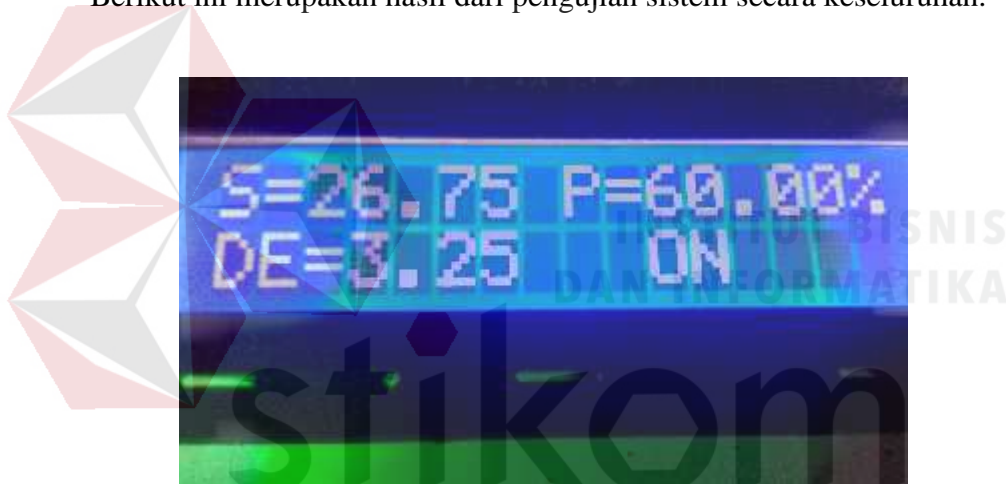 Berikut ini merupakan hasil dari pengujian sistem secara keseluruhan.
S=26.75 P=60.00%
DE=3.25 ON
INSTITUT BISNIS
DAN INFORMATIKA
stikom